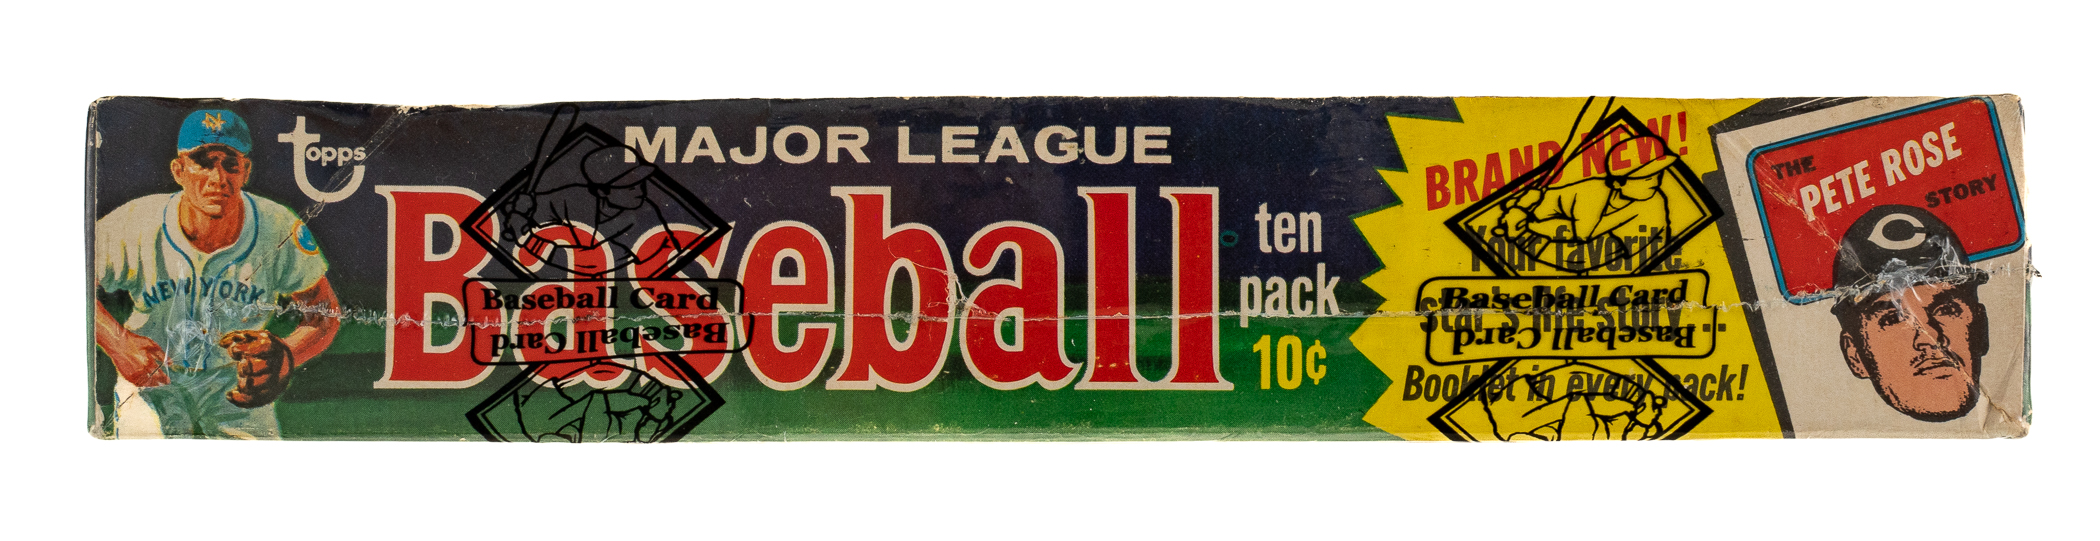 topps
NEW YORK
MAJOR LEAGUE
Baseball
ten
pack
10¢
BRAND NEW!
Your favorite
Star's life story...
Booklet in every pack!
THE
PETE ROSE
STORY
C
Baseball Card
Baseball Card
Baseball Card
Baseball Card